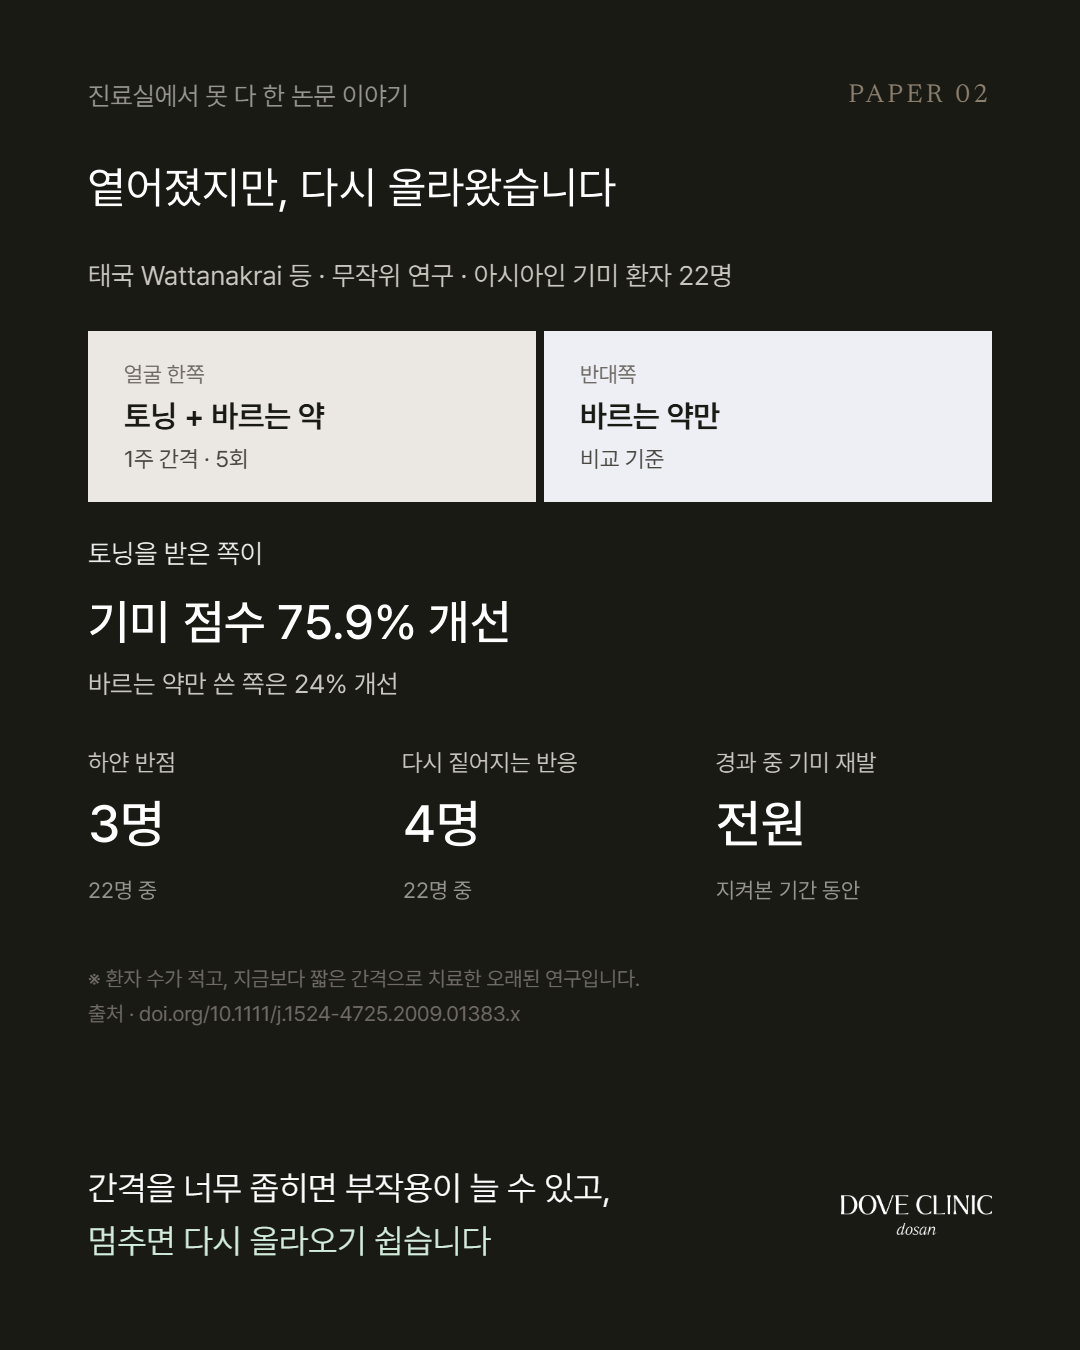 진료실에서 못 다 한 논문 이야기
PAPER 02
옅어졌지만, 다시 올라왔습니다
태국 Wattanakrai 등 · 무작위 연구 · 아시아인 기미 환자 22명
얼굴 한쪽
토닝 + 바르는 약
1주 간격 · 5회
반대쪽
바르는 약만
비교 기준
토닝을 받은 쪽이
기미 점수 75.9% 개선
바르는 약만 쓴 쪽은 24% 개선
하얀 반점
3명
22명 중
다시 짙어지는 반응
4명
22명 중
경과 중 기미 재발
전원
지켜본 기간 동안
※ 환자 수가 적고, 지금보다 짧은 간격으로 치료한 오래된 연구입니다.
출처 · doi.org/10.1111/j.1524-4725.2009.01383.x
간격을 너무 좁히면 부작용이 늘 수 있고,
멈추면 다시 올라오기 쉽습니다
DOVE CLINIC
dosan